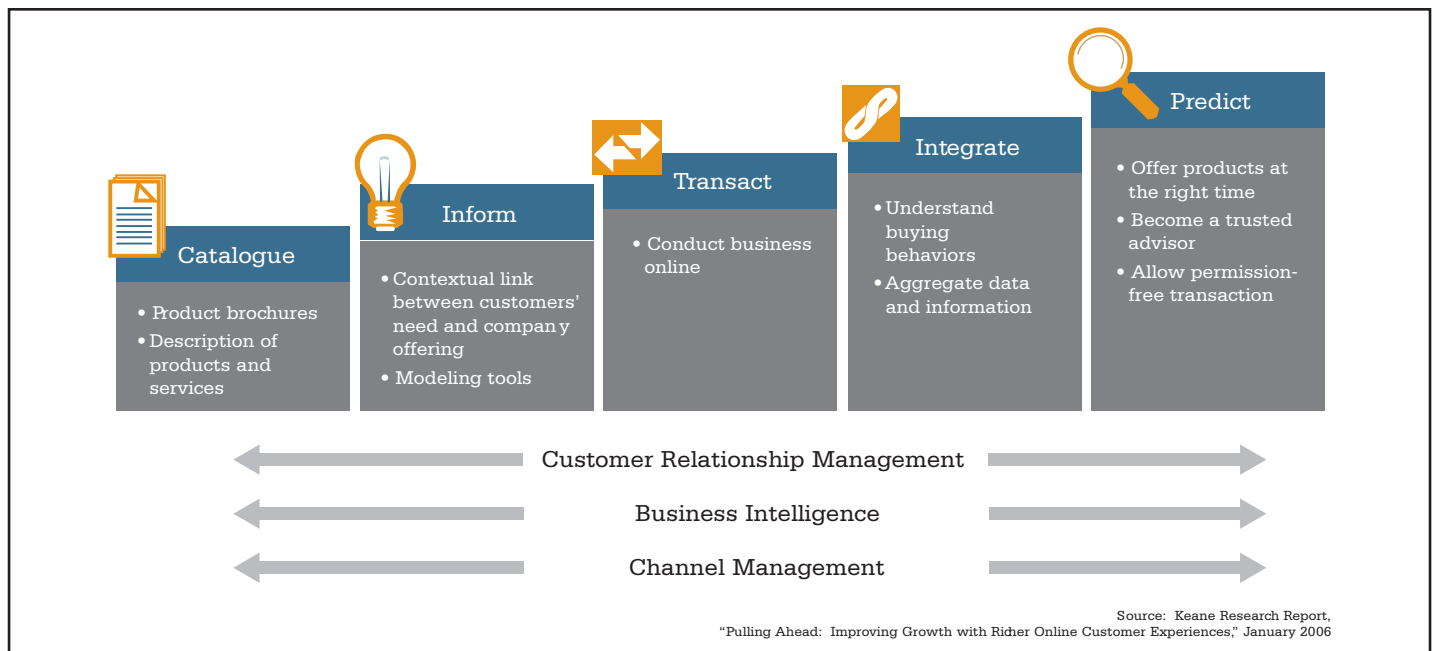 Catalogue
• Product brochures
• Description of
products and
services
Inform
• Contextual link
between customers'
need and company
offering
• Modeling tools
Transact
• Conduct business
online
Integrate
• Understand
buying
behaviors
• Aggregate data
and information
Predict
• Offer products at
the right time
• Become a trusted
advisor
• Allow permission-
free transaction
Customer Relationship Management
Business Intelligence
Channel Management
Source: Keane Research Report,
"Pulling Ahead: Improving Growth with Richer Online Customer Experiences," January 2006